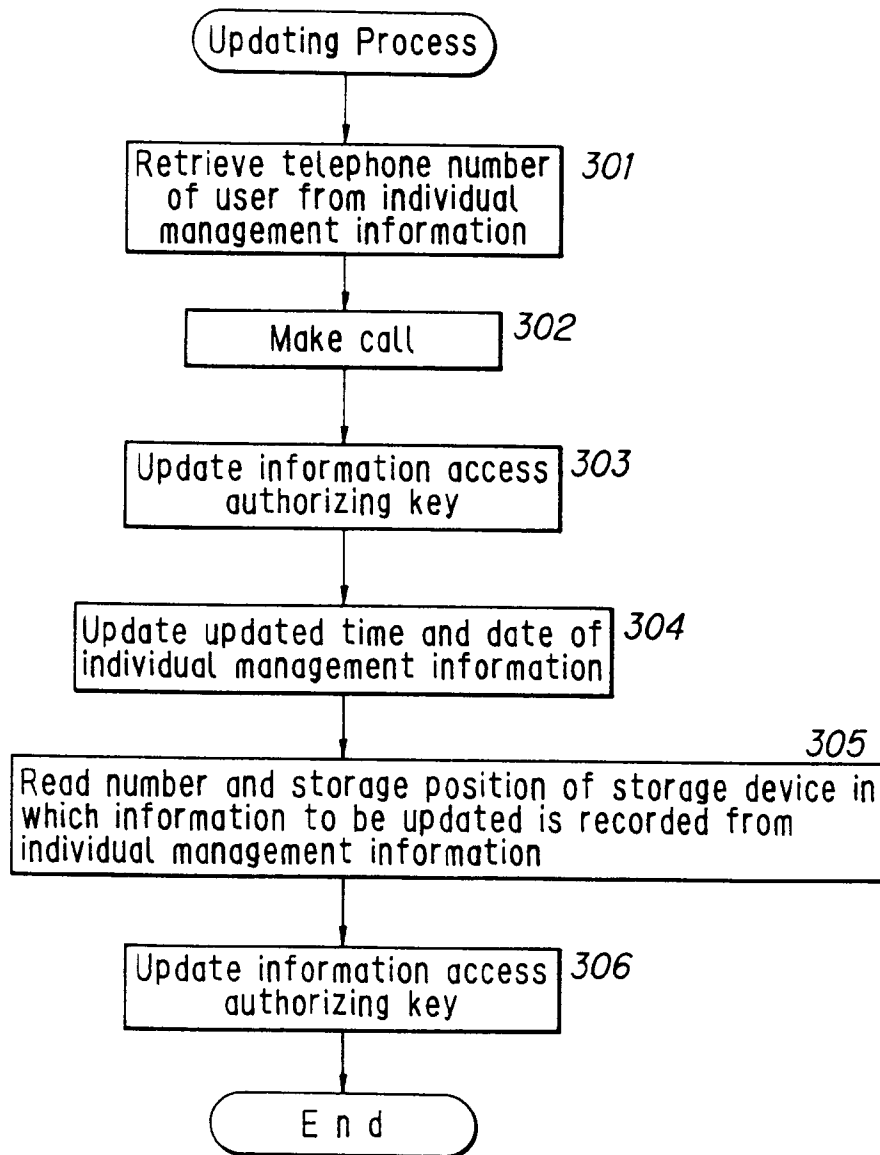 Updating Process
Retrieve telephone number
of user from individual
management information
301
Make call
302
Update information access
authorizing key
303
Update updated time and date of
individual management information
304
305
Read number and storage position of storage device in
which information to be updated is recorded from
individual management information
Update information access
authorizing key
306
End